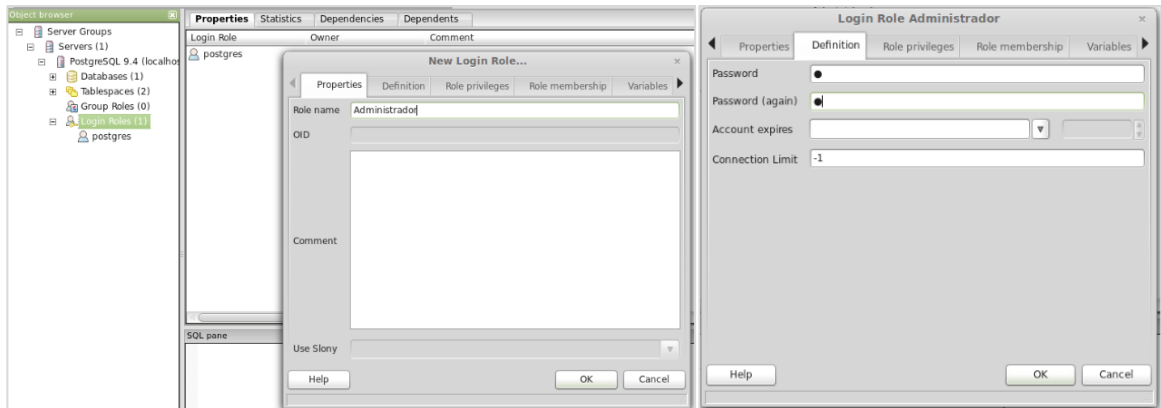 Object browser
Server Groups
Servers (1)
PostgreSQL 9.4 (localhos
Databases (1)
Tablespaces (2)
Group Roles (0)
Login Roles (1)
postgres
Properties Statistics Dependencies Dependents
Login Role Owner Comment
postgres
SQL pane
New Login Role...
Properties Definition Role privileges Role membership Variables
Role name Administrador
OID
Comment
Use Slony
Help OK Cancel
Login Role Administrador
Properties Definition Role privileges Role membership Variables
Password ●
Password (again) ●
Account expires
Connection Limit -1
Help OK Cancel